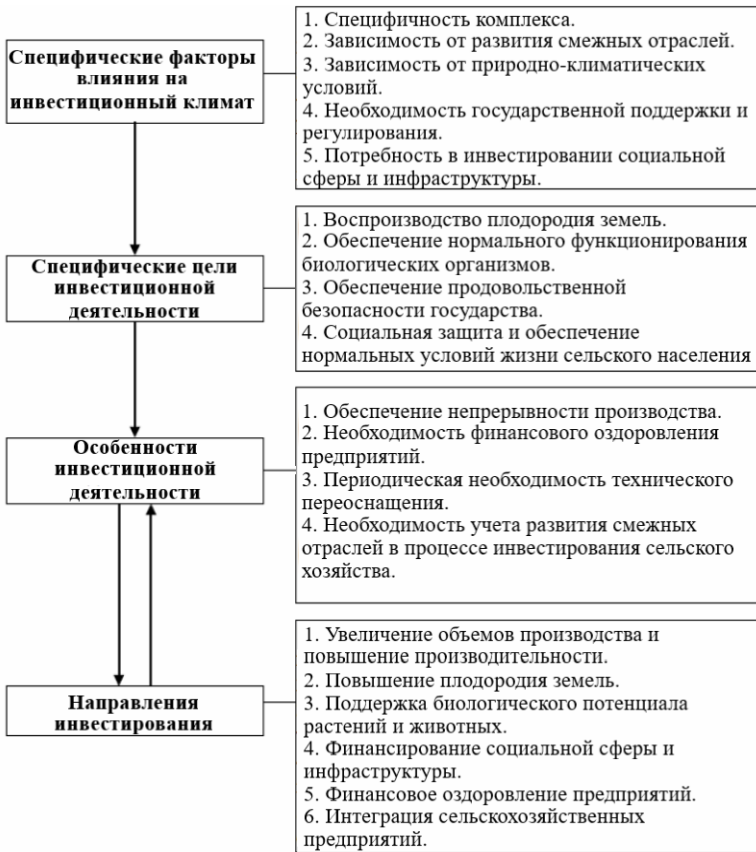 Специфические факторы
влияния на
инвестиционный климат
1. Специфичность комплекса.
2. Зависимость от развития смежных отраслей.
3. Зависимость от природно-климатических
условий.
4. Необходимость государственной поддержки и
регулирования.
5. Потребность в инвестировании социальной
сферы и инфраструктуры.
Специфические цели
инвестиционной
деятельности
1. Воспроизводство плодородия земель.
2. Обеспечение нормального функционирования
биологических организмов.
3. Обеспечение продовольственной
безопасности государства.
4. Социальная защита и обеспечение
нормальных условий жизни сельского населения
Особенности
инвестиционной
деятельности
1. Обеспечение непрерывности производства.
2. Необходимость финансового оздоровления
предприятий.
3. Периодическая необходимость технического
переоснащения.
4. Необходимость учета развития смежных
отраслей в процессе инвестирования сельского
хозяйства.
Направления
инвестирования
1. Увеличение объемов производства и
повышение производительности.
2. Повышение плодородия земель.
3. Поддержка биологического потенциала
растений и животных.
4. Финансирование социальной сферы и
инфраструктуры.
5. Финансовое оздоровление предприятий.
6. Интеграция сельскохозяйственных
предприятий.